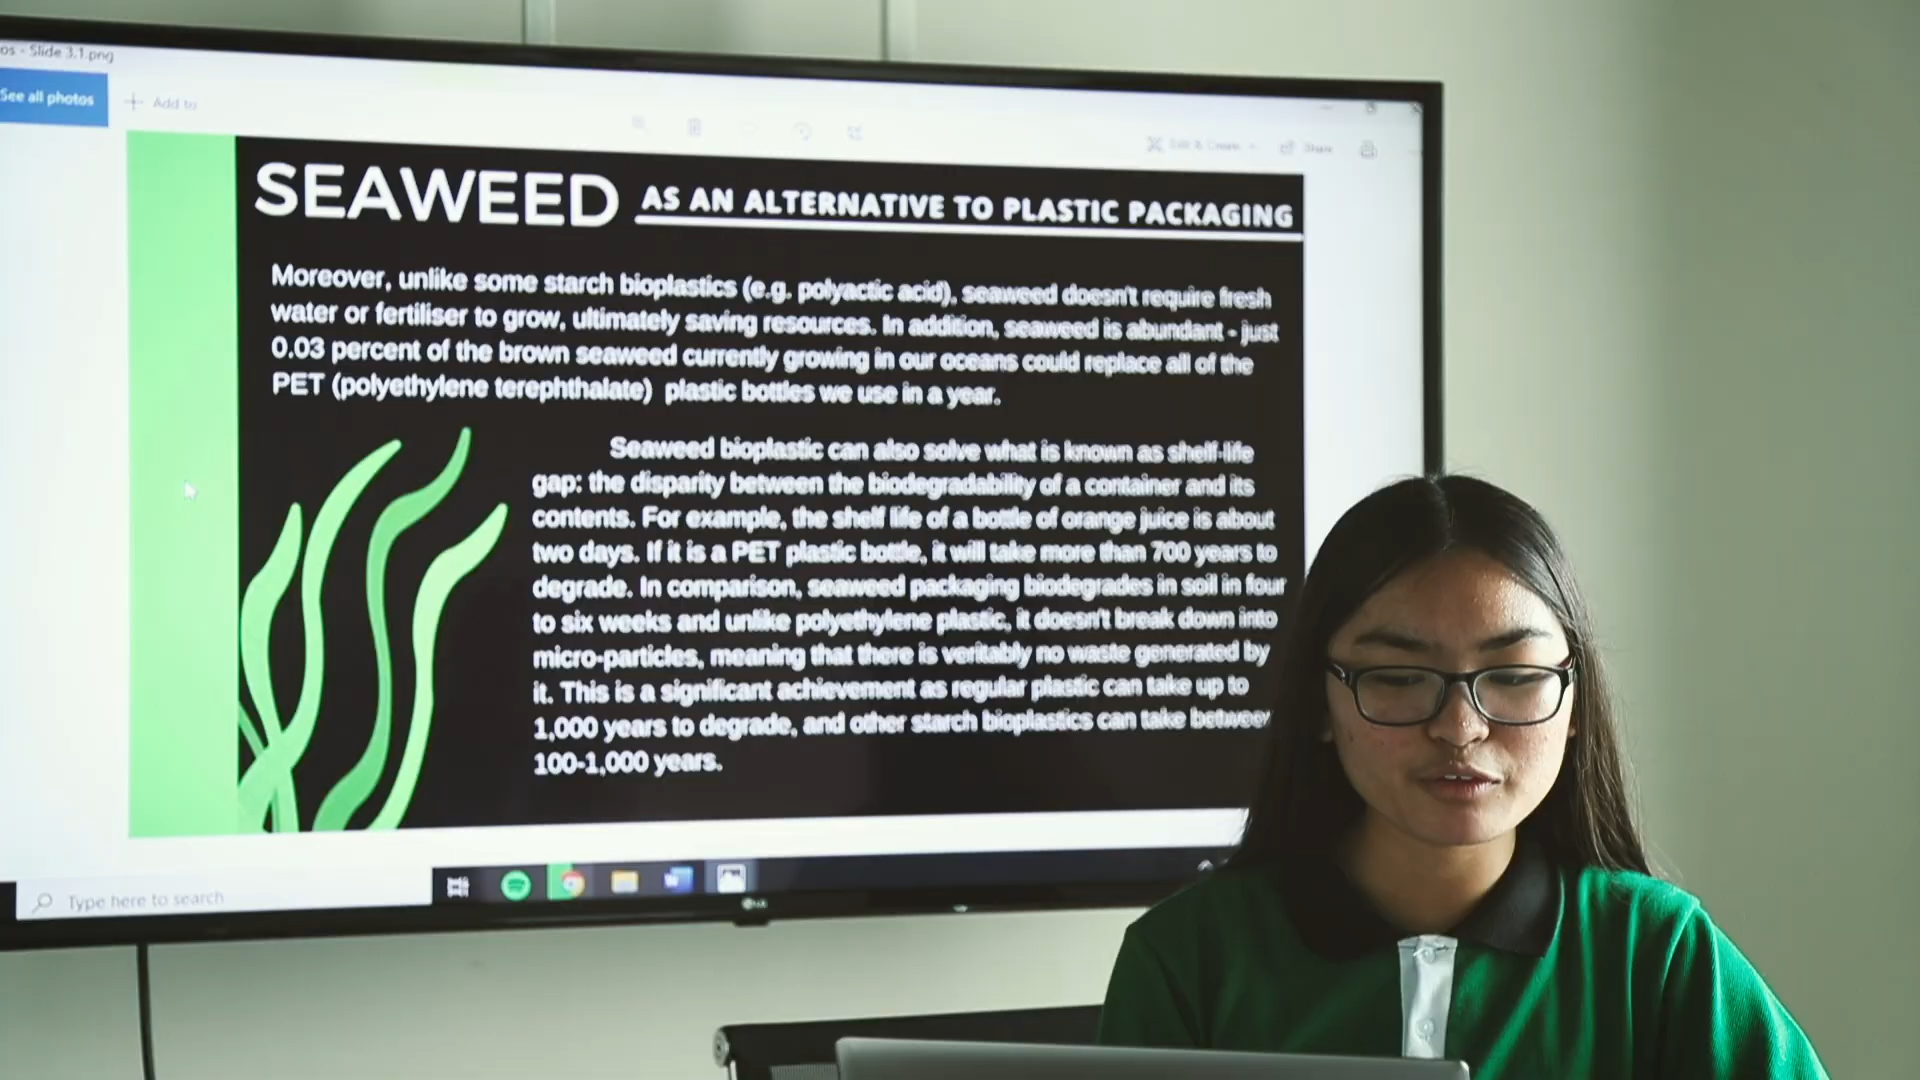 os - Slide 3.1.png
See all photos
Add to
Edit & Create
Share
SEAWEED AS AN ALTERNATIVE TO PLASTIC PACKAGING
Moreover, unlike some starch bioplastics (e.g. polyactic acid), seaweed doesn't require fresh
water or fertiliser to grow, ultimately saving resources. In addition, seaweed is abundant - just
0.03 percent of the brown seaweed currently growing in our oceans could replace all of the
PET (polyethylene terephthalate) plastic bottles we use in a year.
Seaweed bioplastic can also solve what is known as shelf-life
gap: the disparity between the biodegradability of a container and its
contents. For example, the shelf life of a bottle of orange juice is about
two days. If it is a PET plastic bottle, it will take more than 700 years to
degrade. In comparison, seaweed packaging biodegrades in soil in four
to six weeks and unlike polyethylene plastic, it doesn't break down into
micro-particles, meaning that there is veritably no waste generated by
it. This is a significant achievement as regular plastic can take up to
1,000 years to degrade, and other starch bioplastics can take between
100-1,000 years.
Type here to search
LG